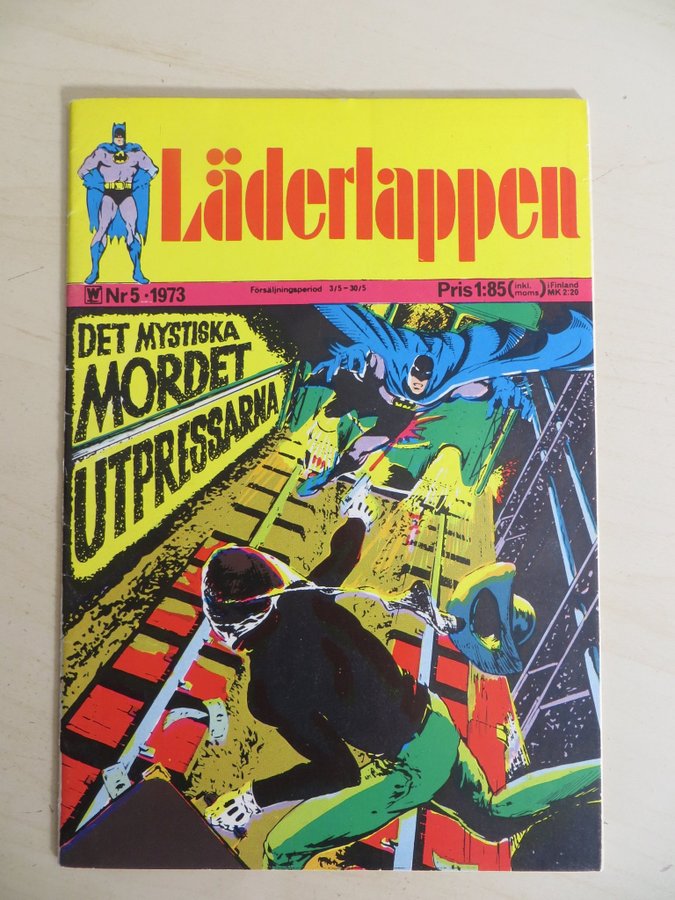 Läderlappen
W Nr 5 • 1973 Försäljningsperiod 3/5 – 30/5 Pris 1:85 (inkl. moms) i Finland MK 2:20
DET MYSTISKA
MORDET
UTPRESSARNA